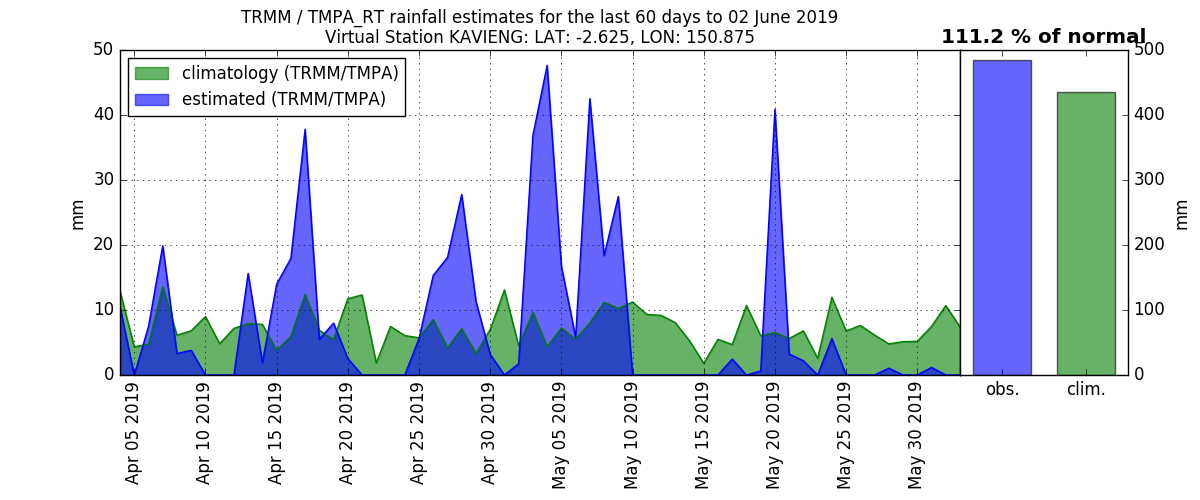 TRMM / TMPA_RT rainfall estimates for the last 60 days to 02 June 2019
Virtual Station KAVIENG: LAT: -2.625, LON: 150.875
111.2 % of normal
climatology (TRMM/TMPA)
estimated (TRMM/TMPA)
50
40
30
20
10
0
mm
500
400
300
200
100
0
mm
Apr 05 2019
Apr 10 2019
Apr 15 2019
Apr 20 2019
Apr 25 2019
Apr 30 2019
May 05 2019
May 10 2019
May 15 2019
May 20 2019
May 25 2019
May 30 2019
obs.
clim.